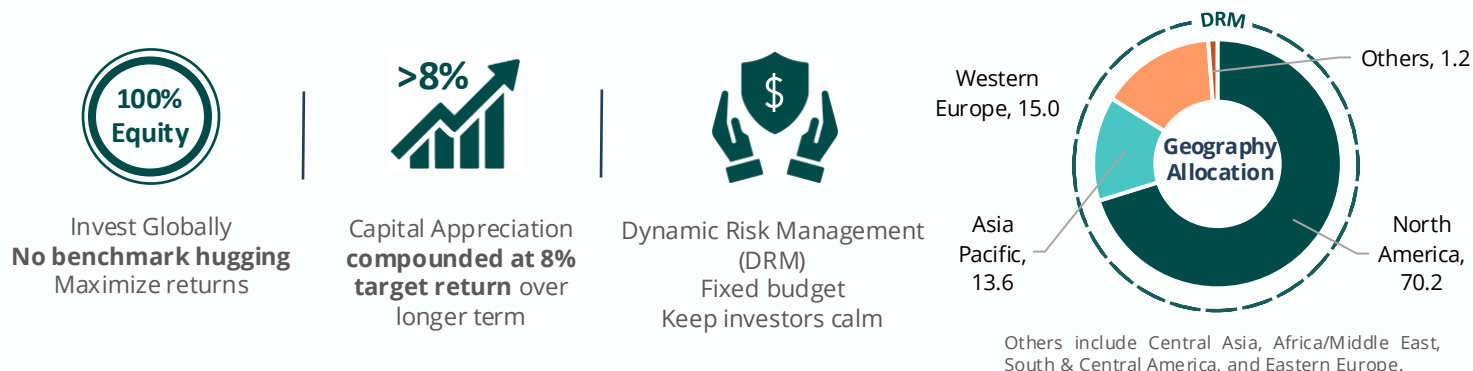 100%
Equity
Invest Globally
No benchmark hugging
Maximize returns
>8%
Capital Appreciation
compounded at 8%
target return over
longer term
$
Dynamic Risk Management
(DRM)
Fixed budget
Keep investors calm
DRM
Geography
Allocation
Western
Europe, 15.0
Others, 1.2
Asia
Pacific,
13.6
North
America,
70.2
Others include Central Asia, Africa/Middle East,
South & Central America, and Eastern Europe.